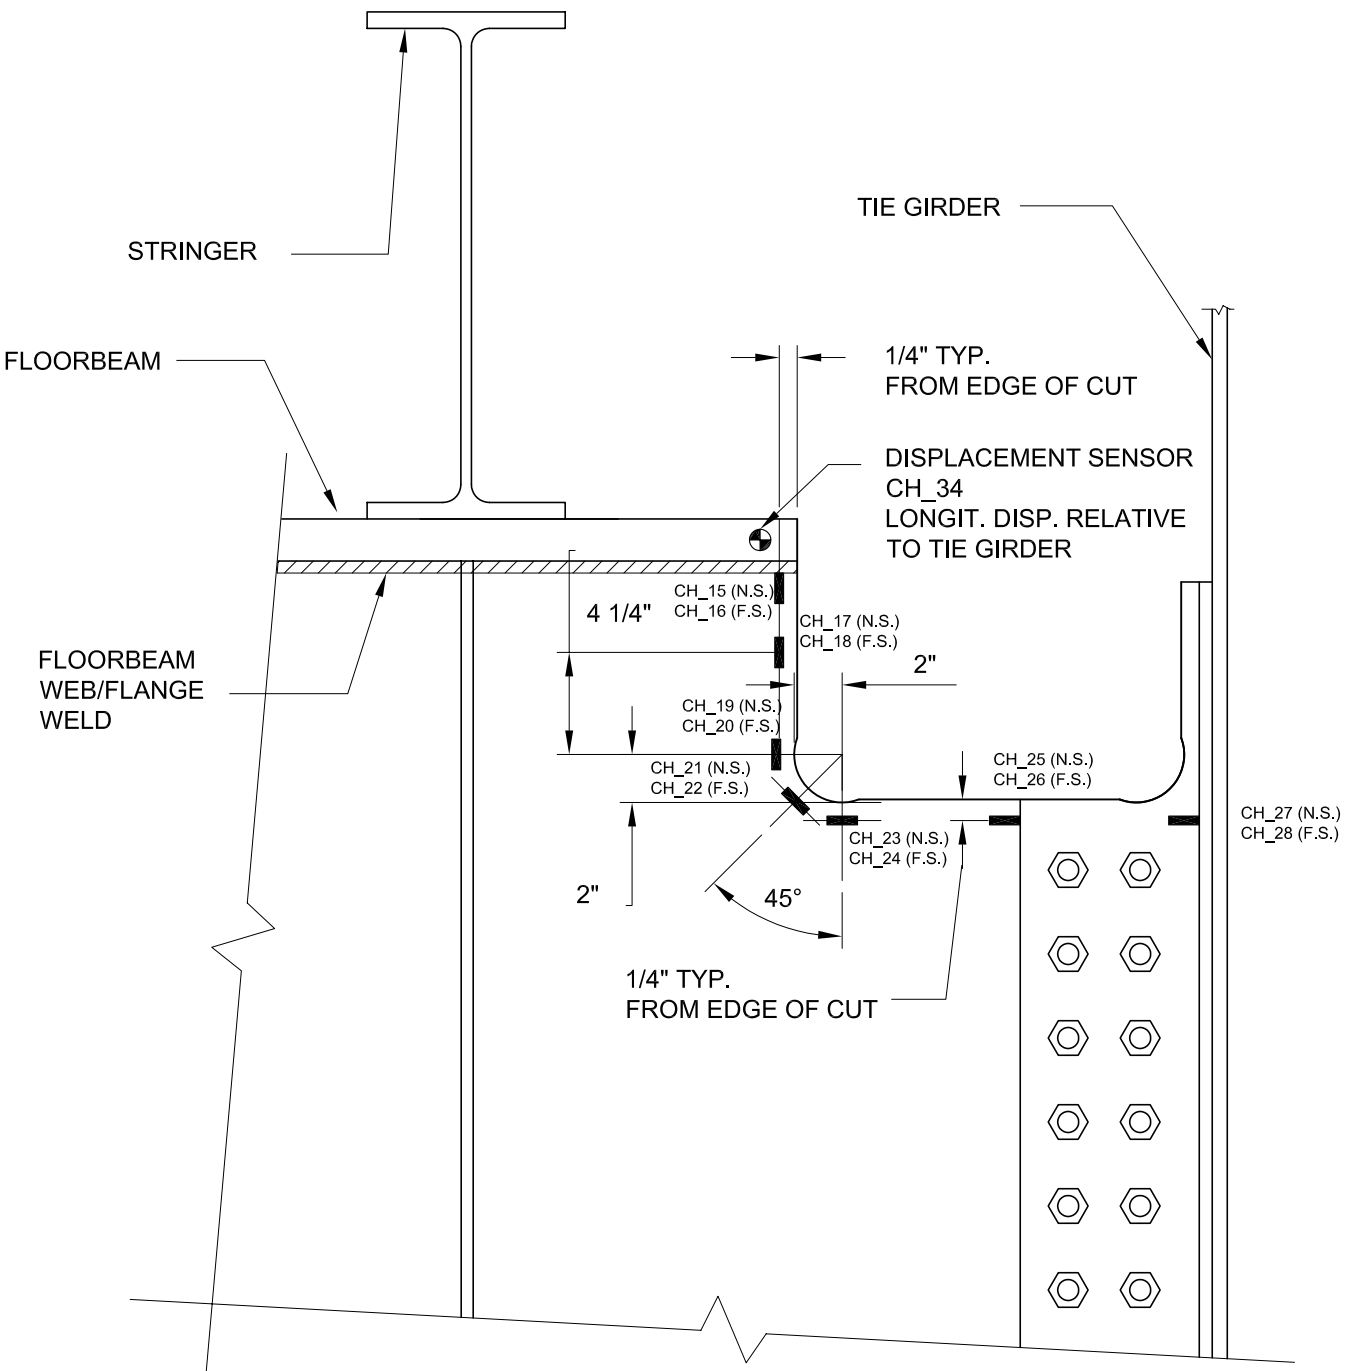 TIE GIRDER
STRINGER
FLOORBEAM
1/4" TYP.
FROM EDGE OF CUT
DISPLACEMENT SENSOR
CH_34
LONGIT. DISP. RELATIVE
TO TIE GIRDER
CH_15 (N.S.)
CH_16 (F.S.)
4 1/4"
CH_17 (N.S.)
CH_18 (F.S.)
FLOORBEAM
WEB/FLANGE
WELD
2"
CH_19 (N.S.)
CH_20 (F.S.)
CH_21 (N.S.)
CH_22 (F.S.)
CH_25 (N.S.)
CH_26 (F.S.)
CH_27 (N.S.)
CH_28 (F.S.)
CH_23 (N.S.)
CH_24 (F.S.)
2"
45°
1/4" TYP.
FROM EDGE OF CUT